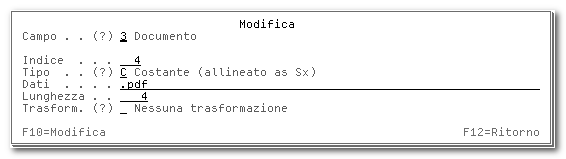 Modifica
Campo . . (?) 3 Documento
Indice . . . 4
Tipo . . (?) C Costante (allineato as Sx)
Dati . . . . .pdf
Lunghezza . . 4
Trasform. (?) _ Nessuna trasformazione
F10=Modifica F12=Ritorno